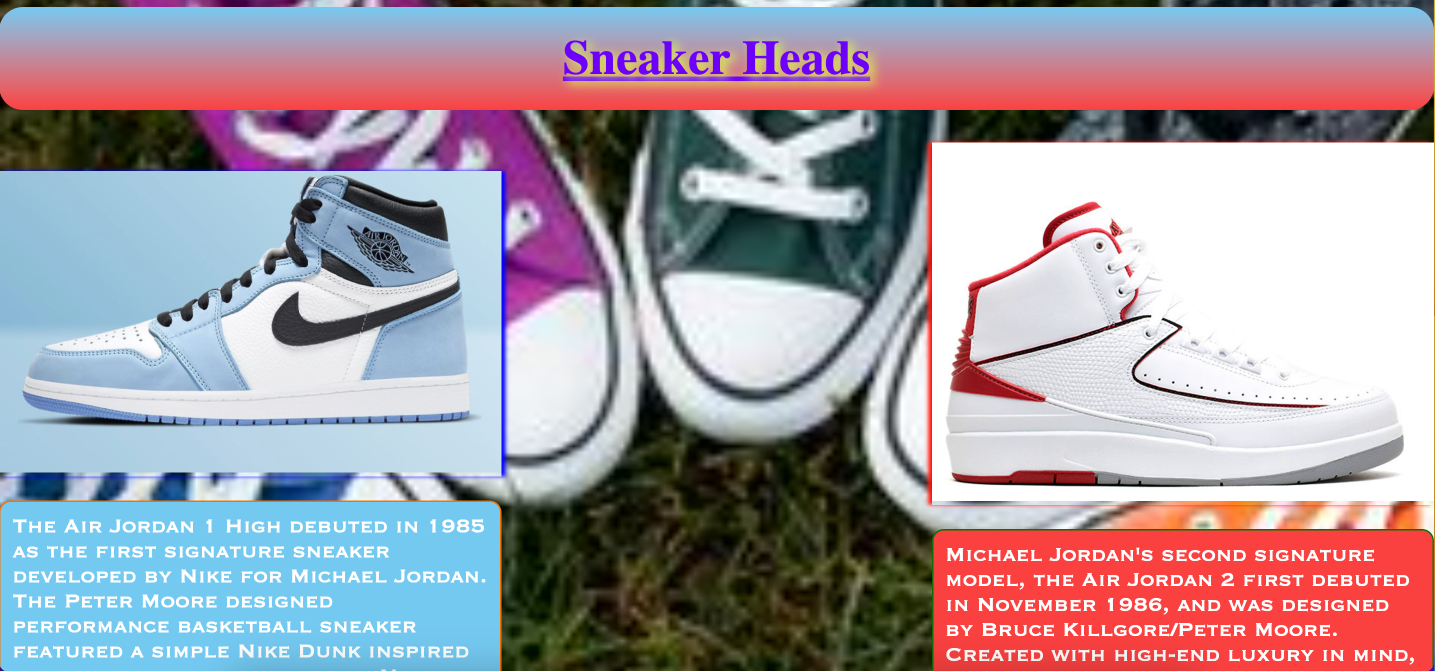 Sneaker Heads
AIR JORDAN
The Air Jordan 1 High debuted in 1985
as the first signature sneaker
developed by Nike for Michael Jordan.
The Peter Moore designed
performance basketball sneaker
featured a simple Nike Dunk inspired
Michael Jordan's second signature
model, the Air Jordan 2 first debuted
in November 1986, and was designed
by Bruce Killgore/Peter Moore.
Created with high-end luxury in mind,